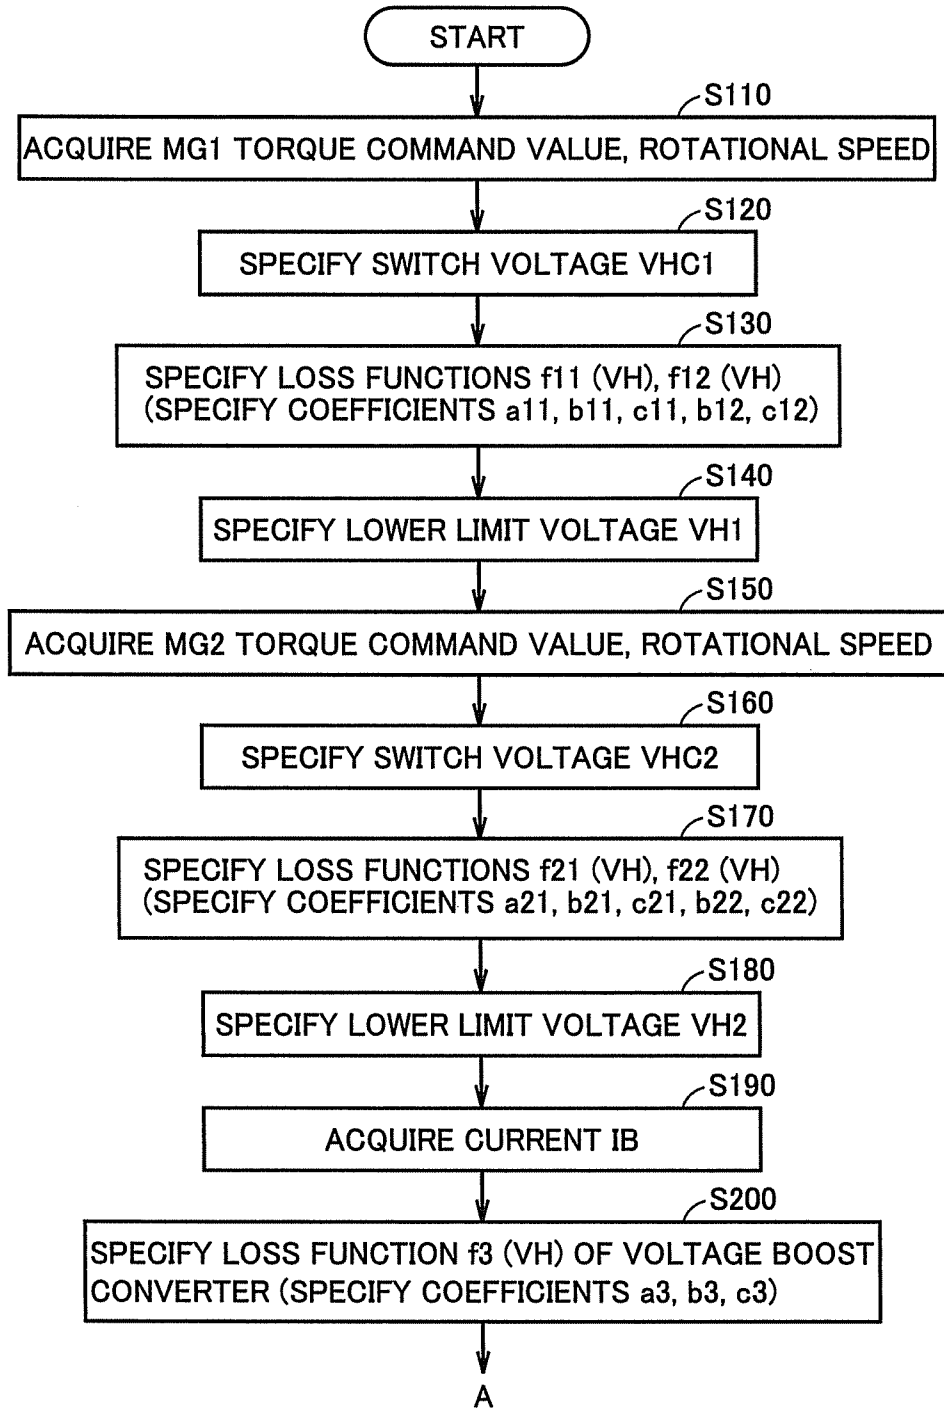 START
S110
ACQUIRE MG1 TORQUE COMMAND VALUE, ROTATIONAL SPEED
S120
SPECIFY SWITCH VOLTAGE VHC1
S130
SPECIFY LOSS FUNCTIONS f11 (VH), f12 (VH)
(SPECIFY COEFFICIENTS a11, b11, c11, b12, c12)
S140
SPECIFY LOWER LIMIT VOLTAGE VH1
S150
ACQUIRE MG2 TORQUE COMMAND VALUE, ROTATIONAL SPEED
S160
SPECIFY SWITCH VOLTAGE VHC2
S170
SPECIFY LOSS FUNCTIONS f21 (VH), f22 (VH)
(SPECIFY COEFFICIENTS a21, b21, c21, b22, c22)
S180
SPECIFY LOWER LIMIT VOLTAGE VH2
S190
ACQUIRE CURRENT IB
S200
SPECIFY LOSS FUNCTION f3 (VH) OF VOLTAGE BOOST
CONVERTER (SPECIFY COEFFICIENTS a3, b3, c3)
A